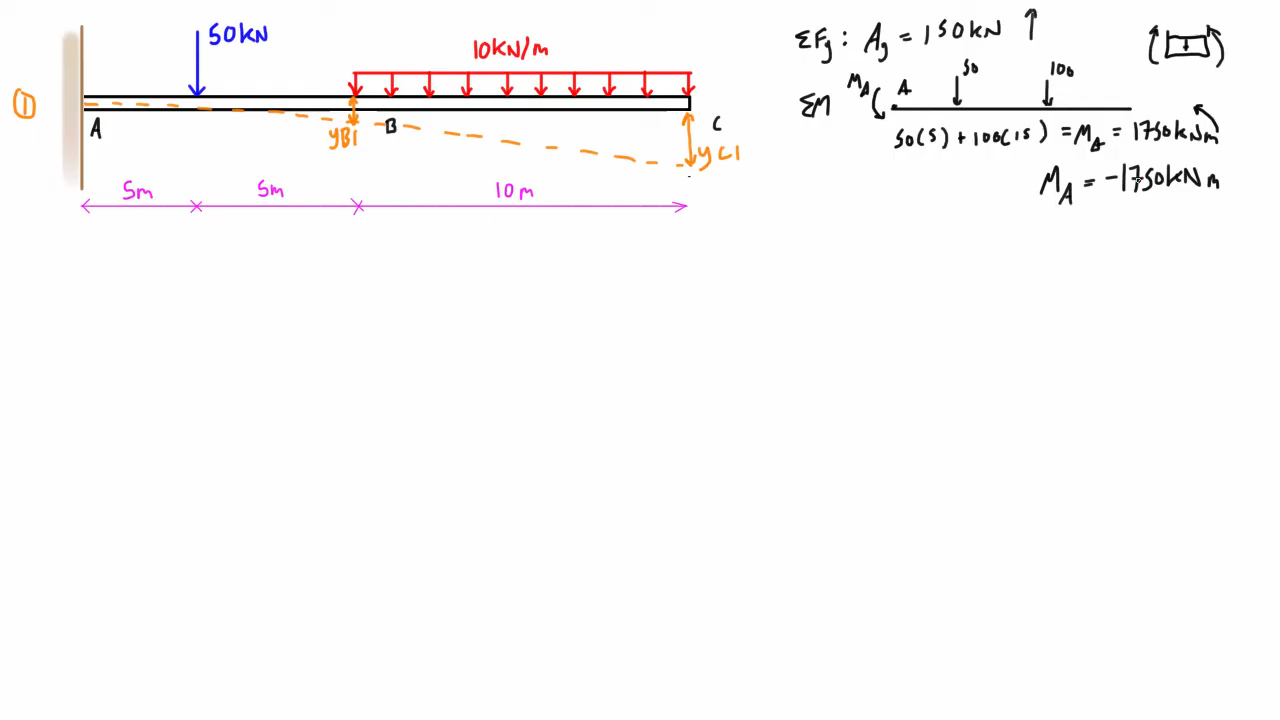 ①
50kN
10kN/m
A
yB1
B
C
yC1
5m
5m
10m
ΣFy: Ay = 150kN ↑
ΣM
MA
A
50
100
50(5) + 100(15) = MA = 1750kNm
MA = -1750kNm